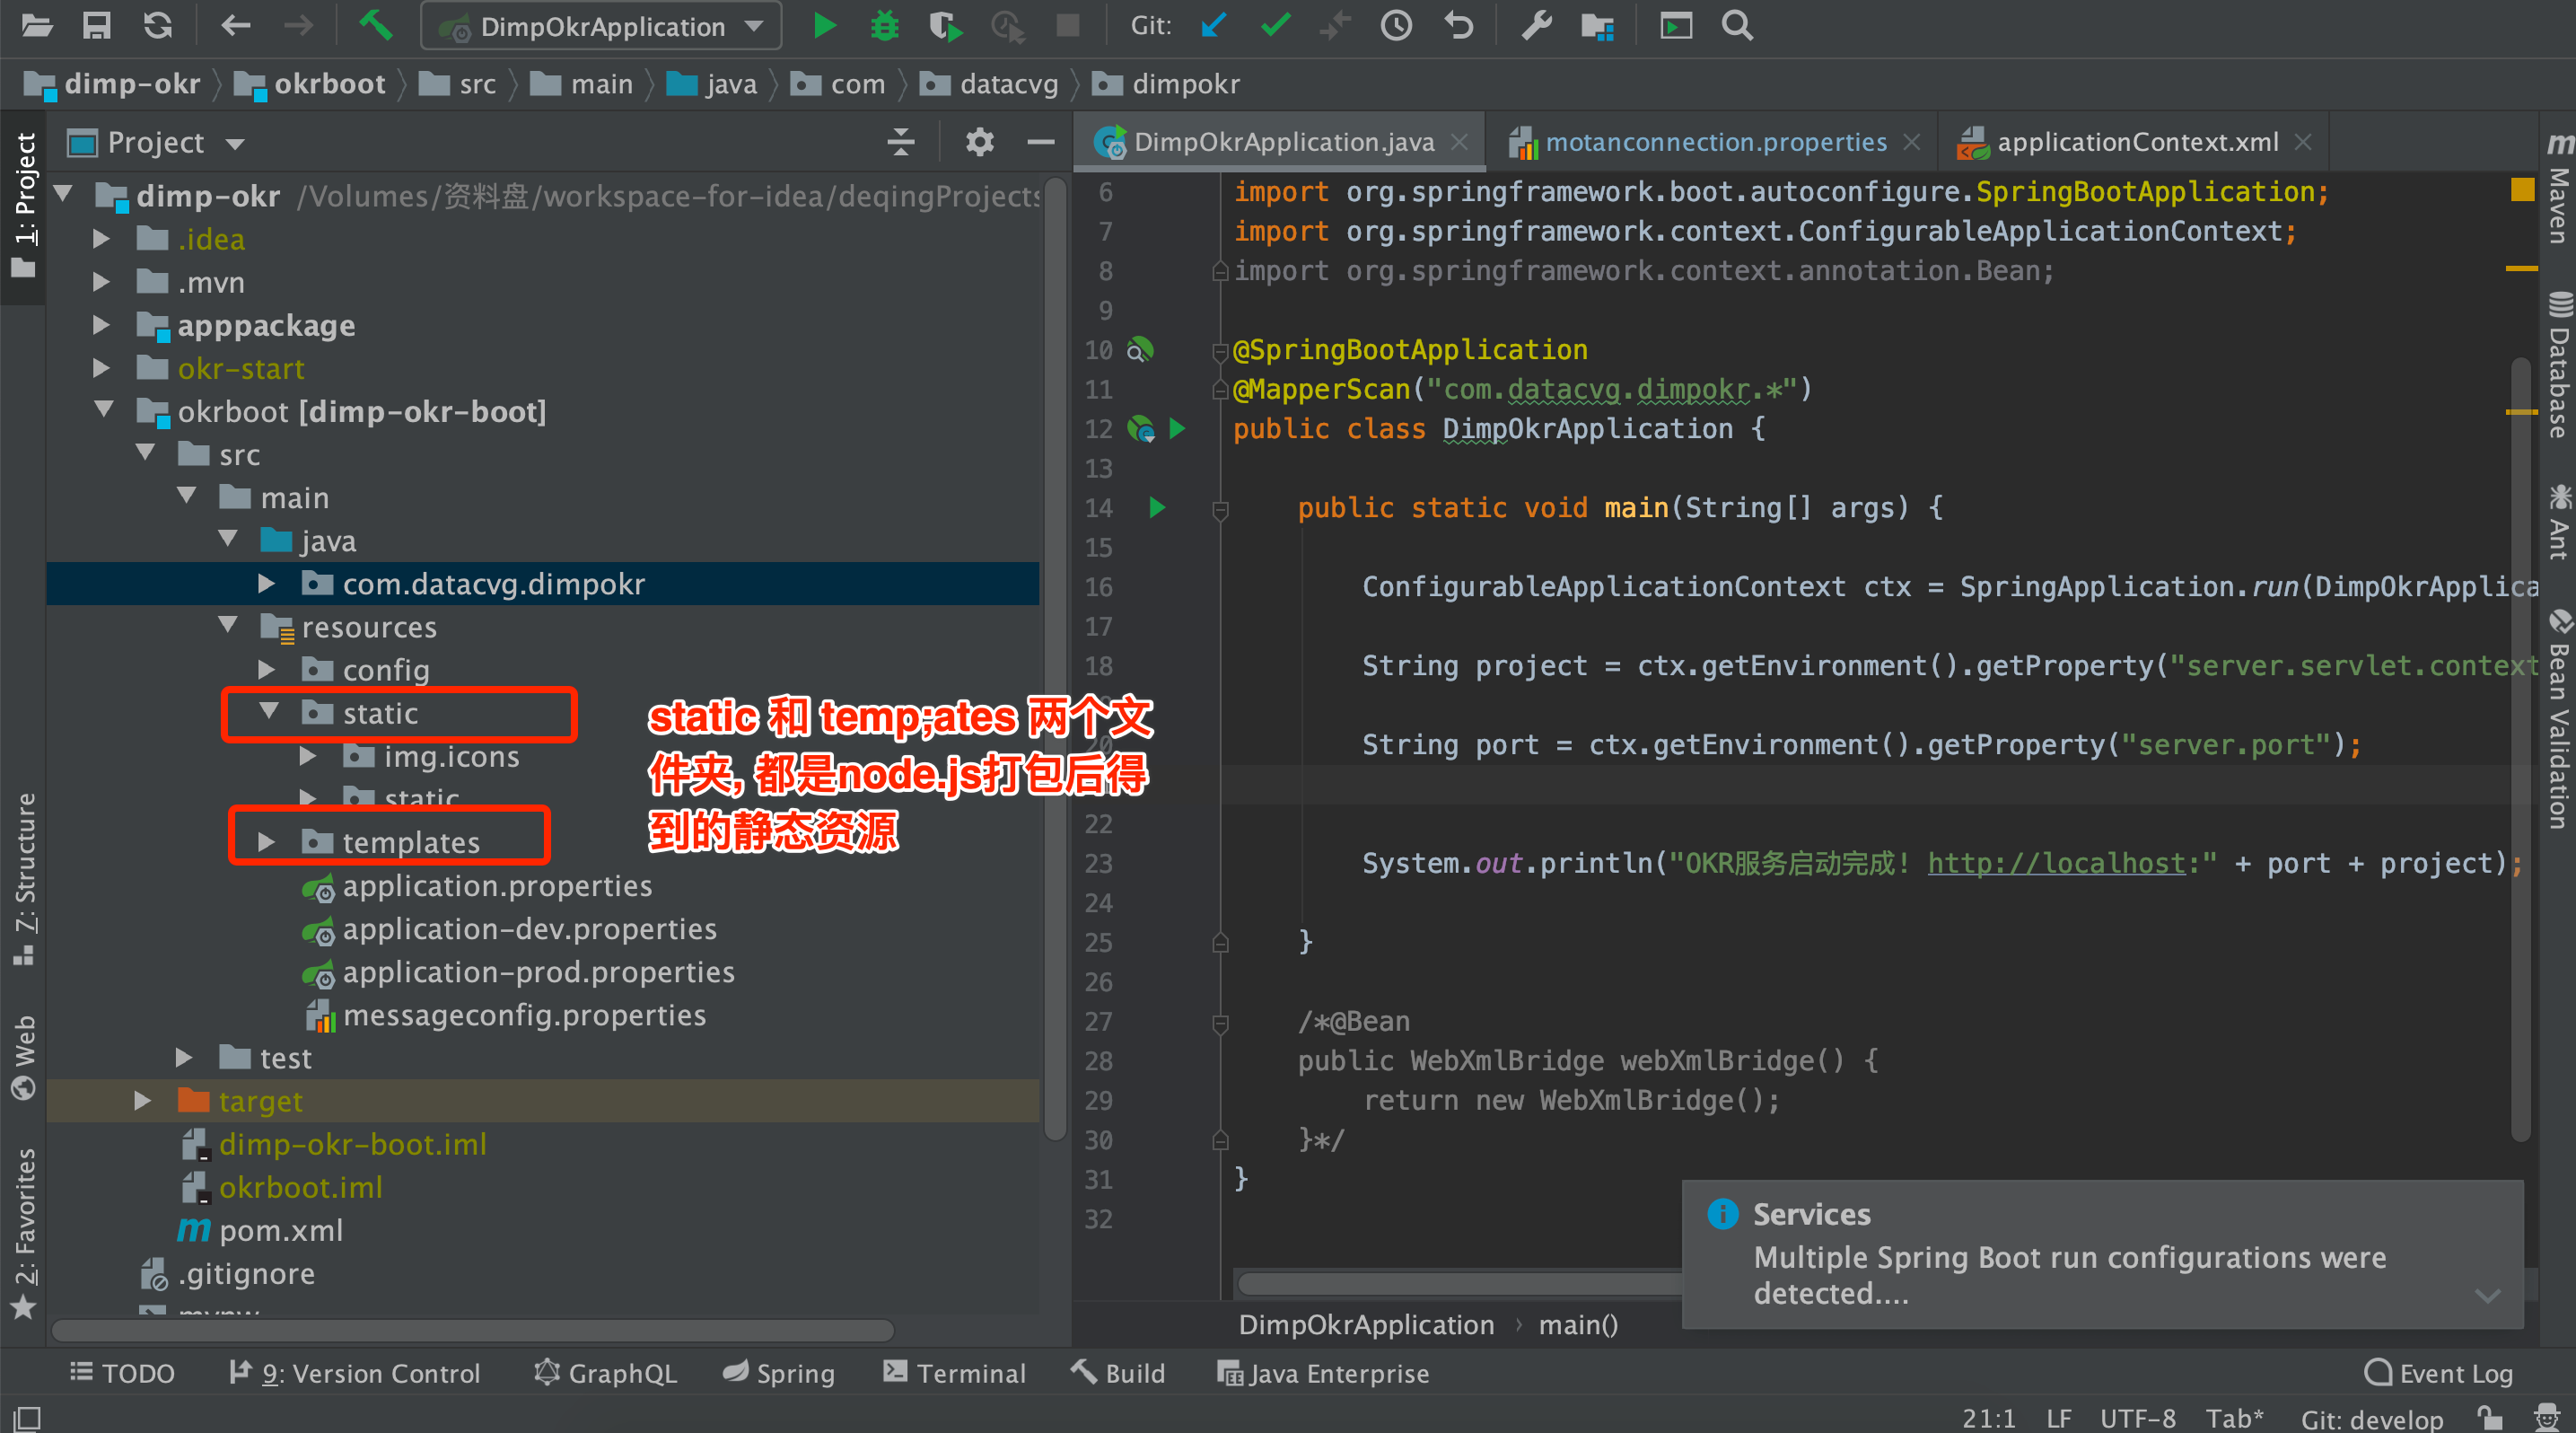 DimpOkrApplication
Git:
dimp-okr
okrboot
src
main
java
com
datacvg
dimpokr
1: Project
7: Structure
Web
2: Favorites
Project
dimp-okr /Volumes/资料盘/workspace-for-idea/deqingProjects
.idea
.mvn
apppackage
okr-start
okrboot [dimp-okr-boot]
src
main
java
com.datacvg.dimpokr
resources
config
static
img.icons
static
templates
application.properties
application-dev.properties
application-prod.properties
messageconfig.properties
test
target
dimp-okr-boot.iml
okrboot.iml
pom.xml
.gitignore
mvnw
static 和 temp;ates 两个文
件夹, 都是node.js打包后得
到的静态资源
DimpOkrApplication.java
motanconnection.properties
applicationContext.xml
6 import org.springframework.boot.autoconfigure.SpringBootApplication;
7 import org.springframework.context.ConfigurableApplicationContext;
8 import org.springframework.context.annotation.Bean;
9
10 @SpringBootApplication
11 @MapperScan("com.datacvg.dimpokr.*")
12 public class DimpOkrApplication {
13
14 public static void main(String[] args) {
15
16 ConfigurableApplicationContext ctx = SpringApplication.run(DimpOkrApplica
17
18 String project = ctx.getEnvironment().getProperty("server.servlet.context
20 String port = ctx.getEnvironment().getProperty("server.port");
22
23 System.out.println("OKR服务启动完成! http://localhost:" + port + project);
24
25 }
26
27 /*@Bean
28 public WebXmlBridge webXmlBridge() {
29 return new WebXmlBridge();
30 }*/
31 }
32
Maven
Database
Ant
Bean Validation
Services
Multiple Spring Boot run configurations were
detected....
DimpOkrApplication › main()
TODO
9: Version Control
GraphQL
Spring
Terminal
Build
Java Enterprise
Event Log
21:1 LF UTF-8 Tab* Git: develop